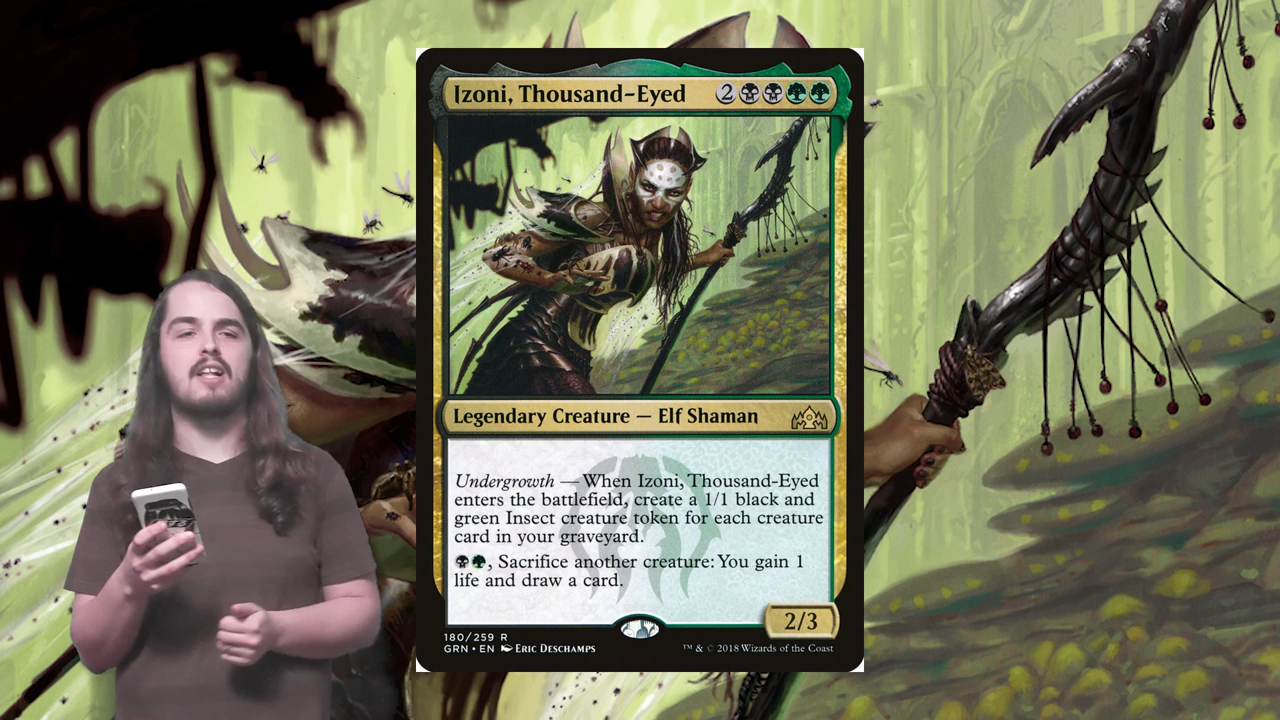 Izoni, Thousand-Eyed 2
Legendary Creature — Elf Shaman
Undergrowth — When Izoni, Thousand-Eyed
enters the battlefield, create a 1/1 black and
green Insect creature token for each creature
card in your graveyard.
, Sacrifice another creature: You gain 1
life and draw a card.
2/3
180/259 R
GRN • EN Eric Deschamps
™ & © 2018 Wizards of the Coast